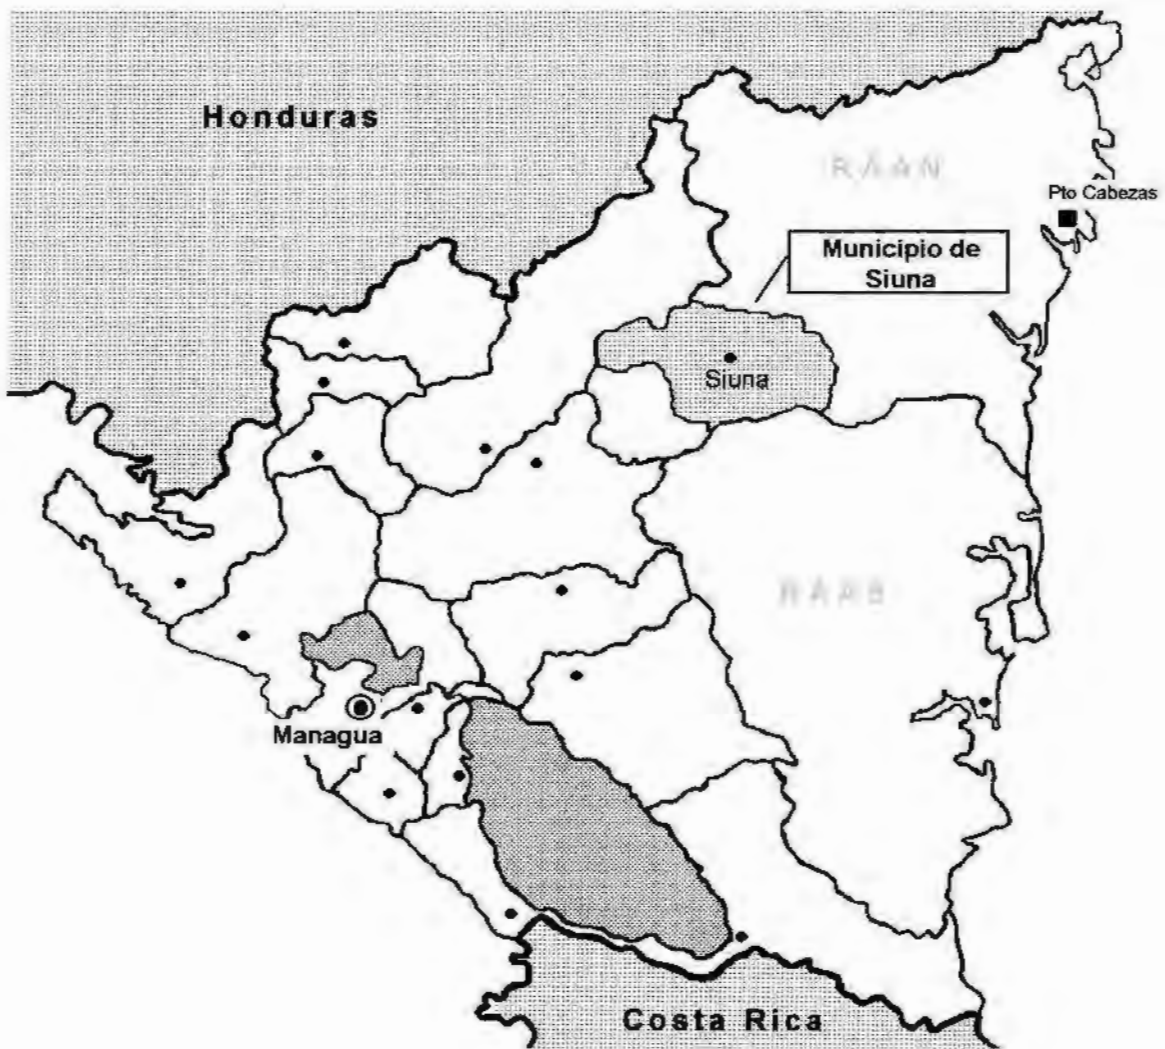 Honduras
RAAN
Pto Cabezas
Municipio de
Siuna
Siuna
RAAS
Managua
Costa Rica